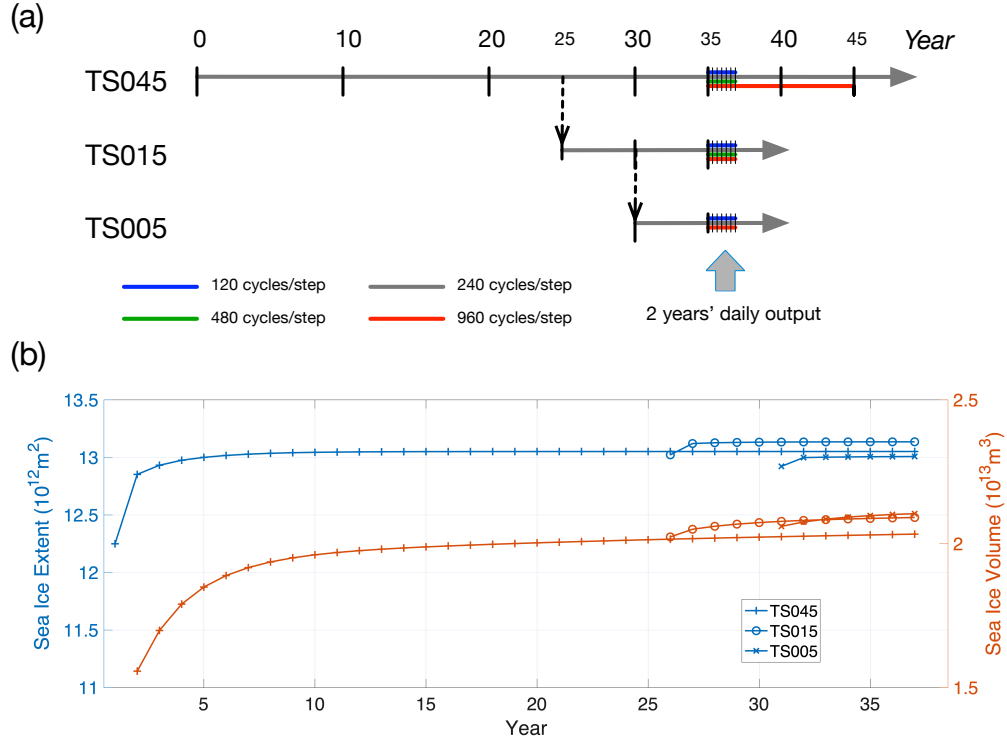 (a)
0 10 20 25 30 35 40 45 Year
TS045
TS015
TS005
120 cycles/step 240 cycles/step
480 cycles/step 960 cycles/step
2 years' daily output
(b)
13.5
13
12.5
12
11.5
11
Sea Ice Extent (10¹²m²)
2.5
2
1.5
Sea Ice Volume (10¹³m³)
TS045
TS015
TS005
5 10 15 20 25 30 35
Year